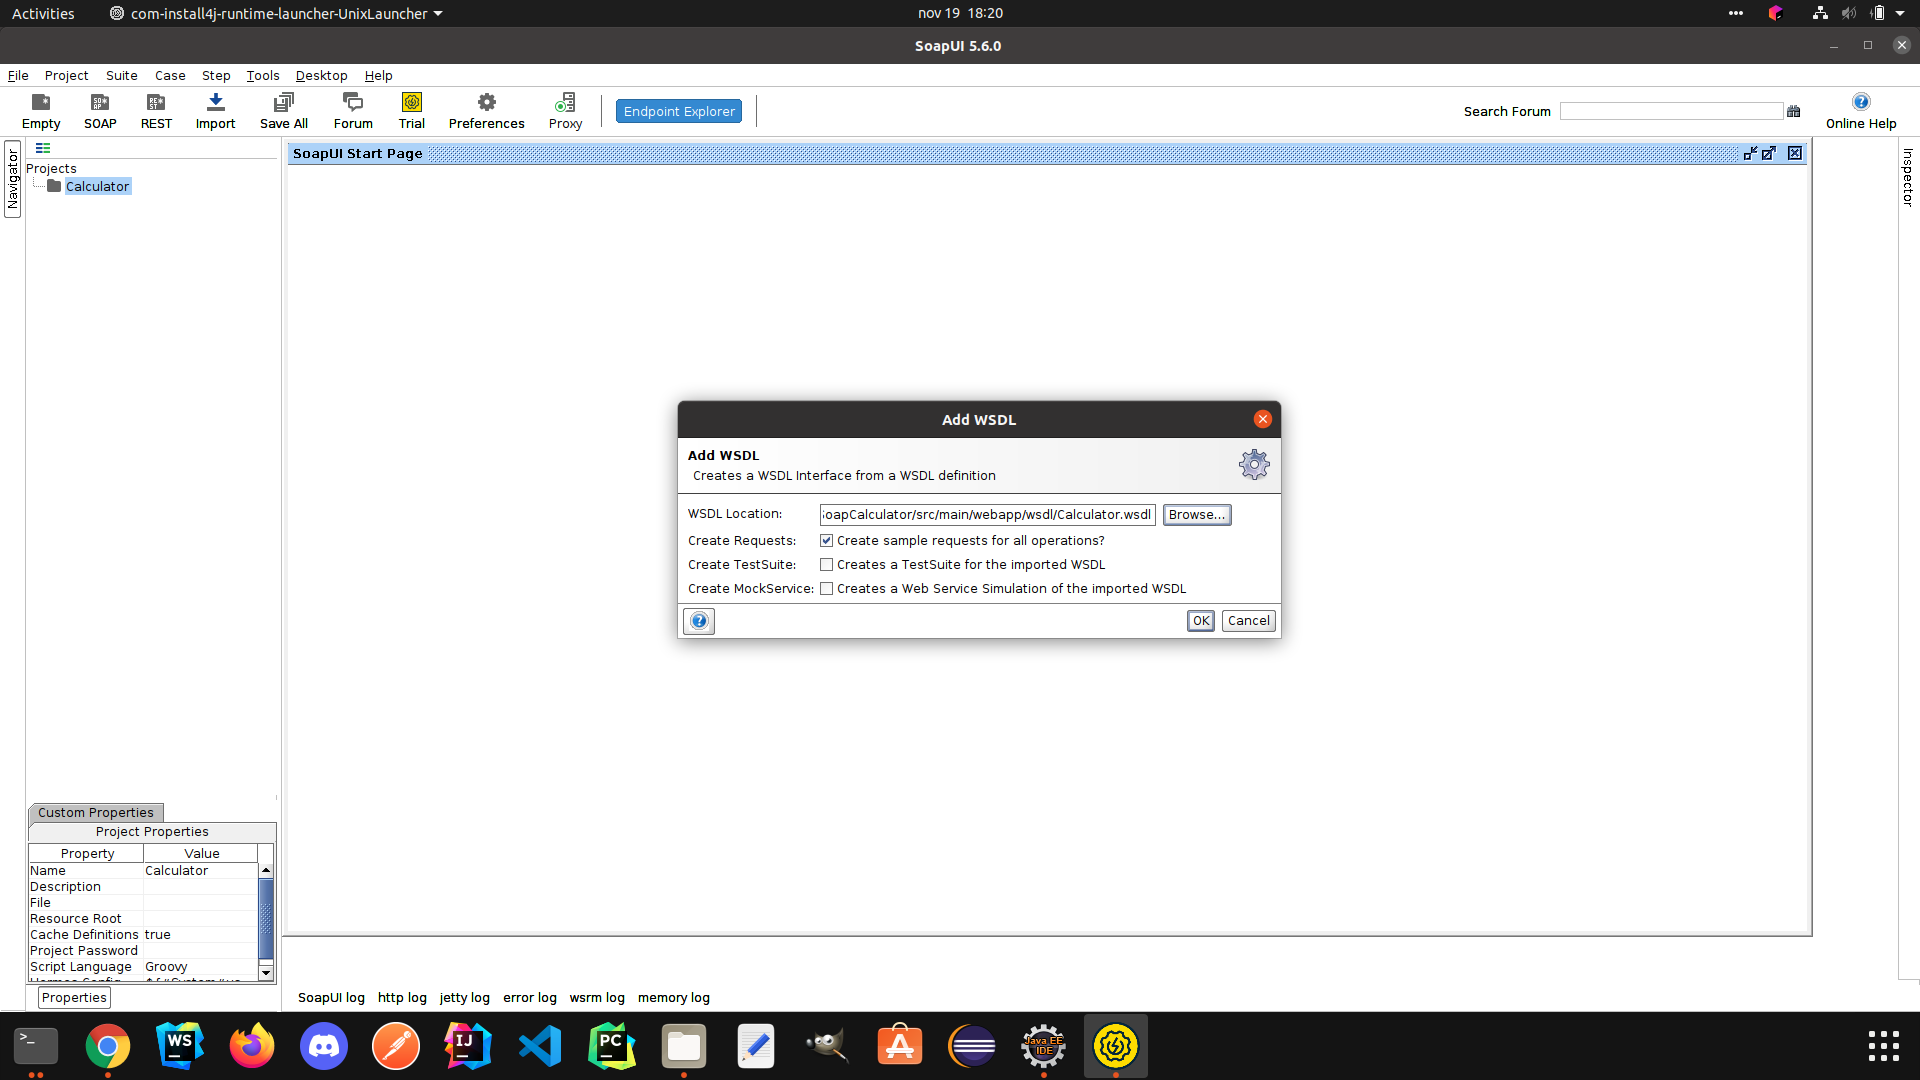 Activities com-install4j-runtime-launcher-UnixLauncher nov 19 18:20
SoapUI 5.6.0
File Project Suite Case Step Tools Desktop Help
Empty SOAP REST Import Save All Forum Trial Preferences Proxy Endpoint Explorer Search Forum Online Help
Navigator
Projects
Calculator
SoapUI Start Page
Inspector
Add WSDL
Add WSDL
Creates a WSDL Interface from a WSDL definition
WSDL Location: oapCalculator/src/main/webapp/wsdl/Calculator.wsdl Browse...
Create Requests: Create sample requests for all operations?
Create TestSuite: Creates a TestSuite for the imported WSDL
Create MockService: Creates a Web Service Simulation of the imported WSDL
OK Cancel
Custom Properties
Project Properties
Property Value
Name Calculator
Description
File
Resource Root
Cache Definitions true
Project Password
Script Language Groovy
Properties
SoapUI log http log jetty log error log wsrm log memory log
WS
IJ
PC
Java EE
IDE